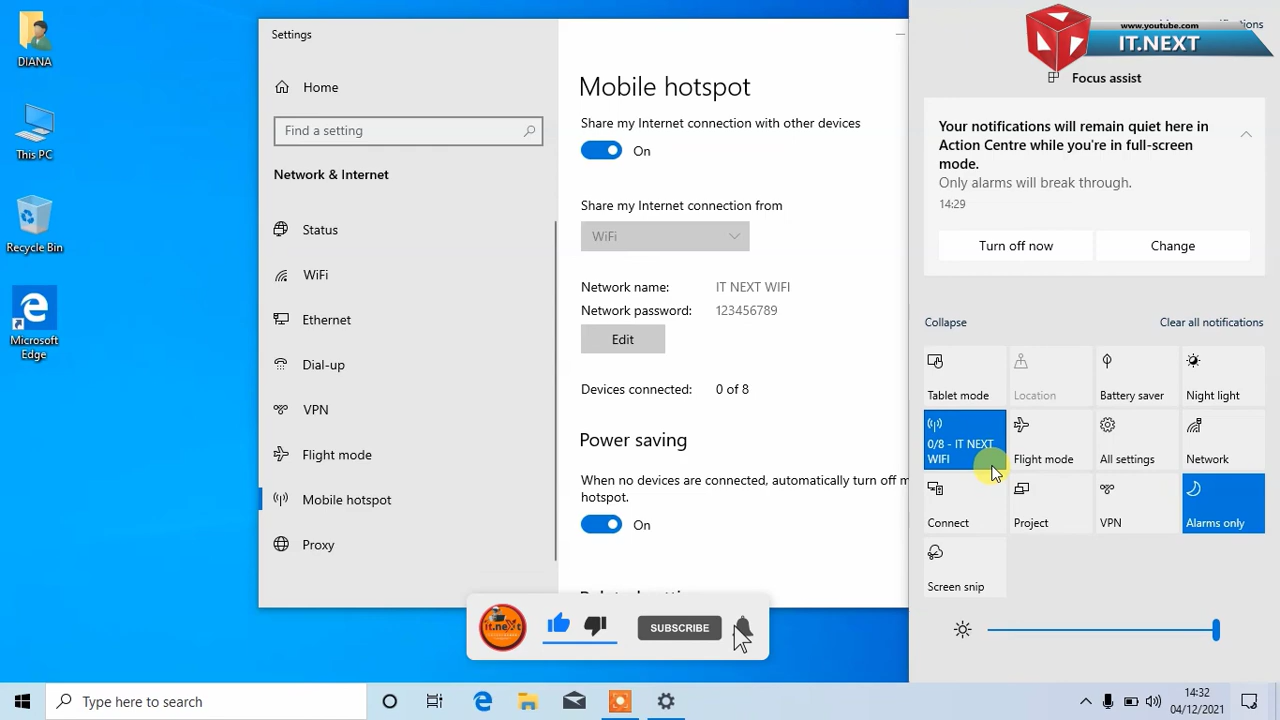 DIANA
This PC
Recycle Bin
Microsoft
Edge
Settings
Home
Find a setting
Network & Internet
Status
WiFi
Ethernet
Dial-up
VPN
Flight mode
Mobile hotspot
Proxy
Mobile hotspot
Share my Internet connection with other devices
On
Share my Internet connection from
WiFi
Network name: IT NEXT WIFI
Network password: 123456789
Edit
Devices connected: 0 of 8
Power saving
When no devices are connected, automatically turn off m
hotspot.
On
www.youtube.com
IT.NEXT
Focus assist
Your notifications will remain quiet here in
Action Centre while you're in full-screen
mode.
Only alarms will break through.
14:29
Turn off now
Change
Collapse
Clear all notifications
Tablet mode
Location
Battery saver
Night light
0/8 - IT NEXT
WIFI
Flight mode
All settings
Network
Connect
Project
VPN
Alarms only
Screen snip
it.next
SUBSCRIBE
Type here to search
14:32
04/12/2021